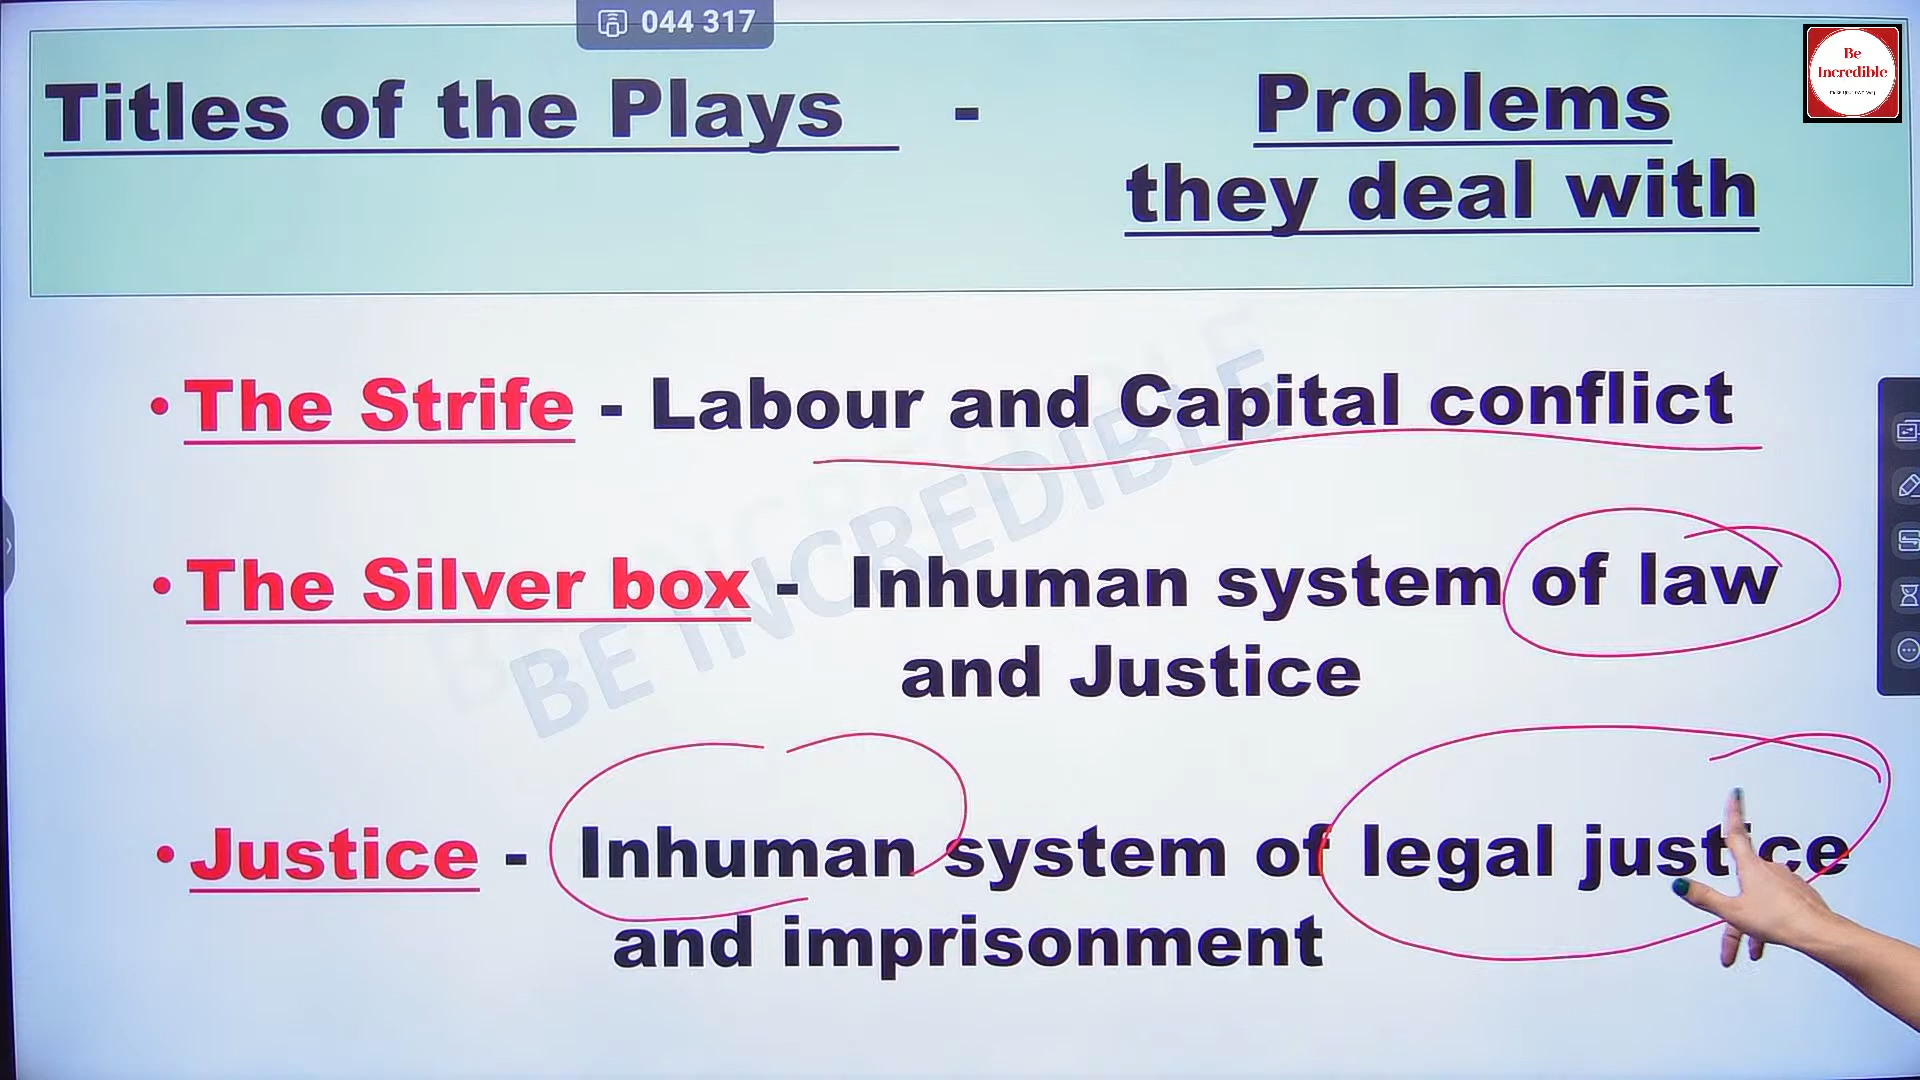 044 317
Be
Incredible
Titles of the Plays - Problems
they deal with
• The Strife - Labour and Capital conflict
• The Silver box - Inhuman system of law
and Justice
• Justice - Inhuman system of legal justice
and imprisonment
BE INCREDIBLE